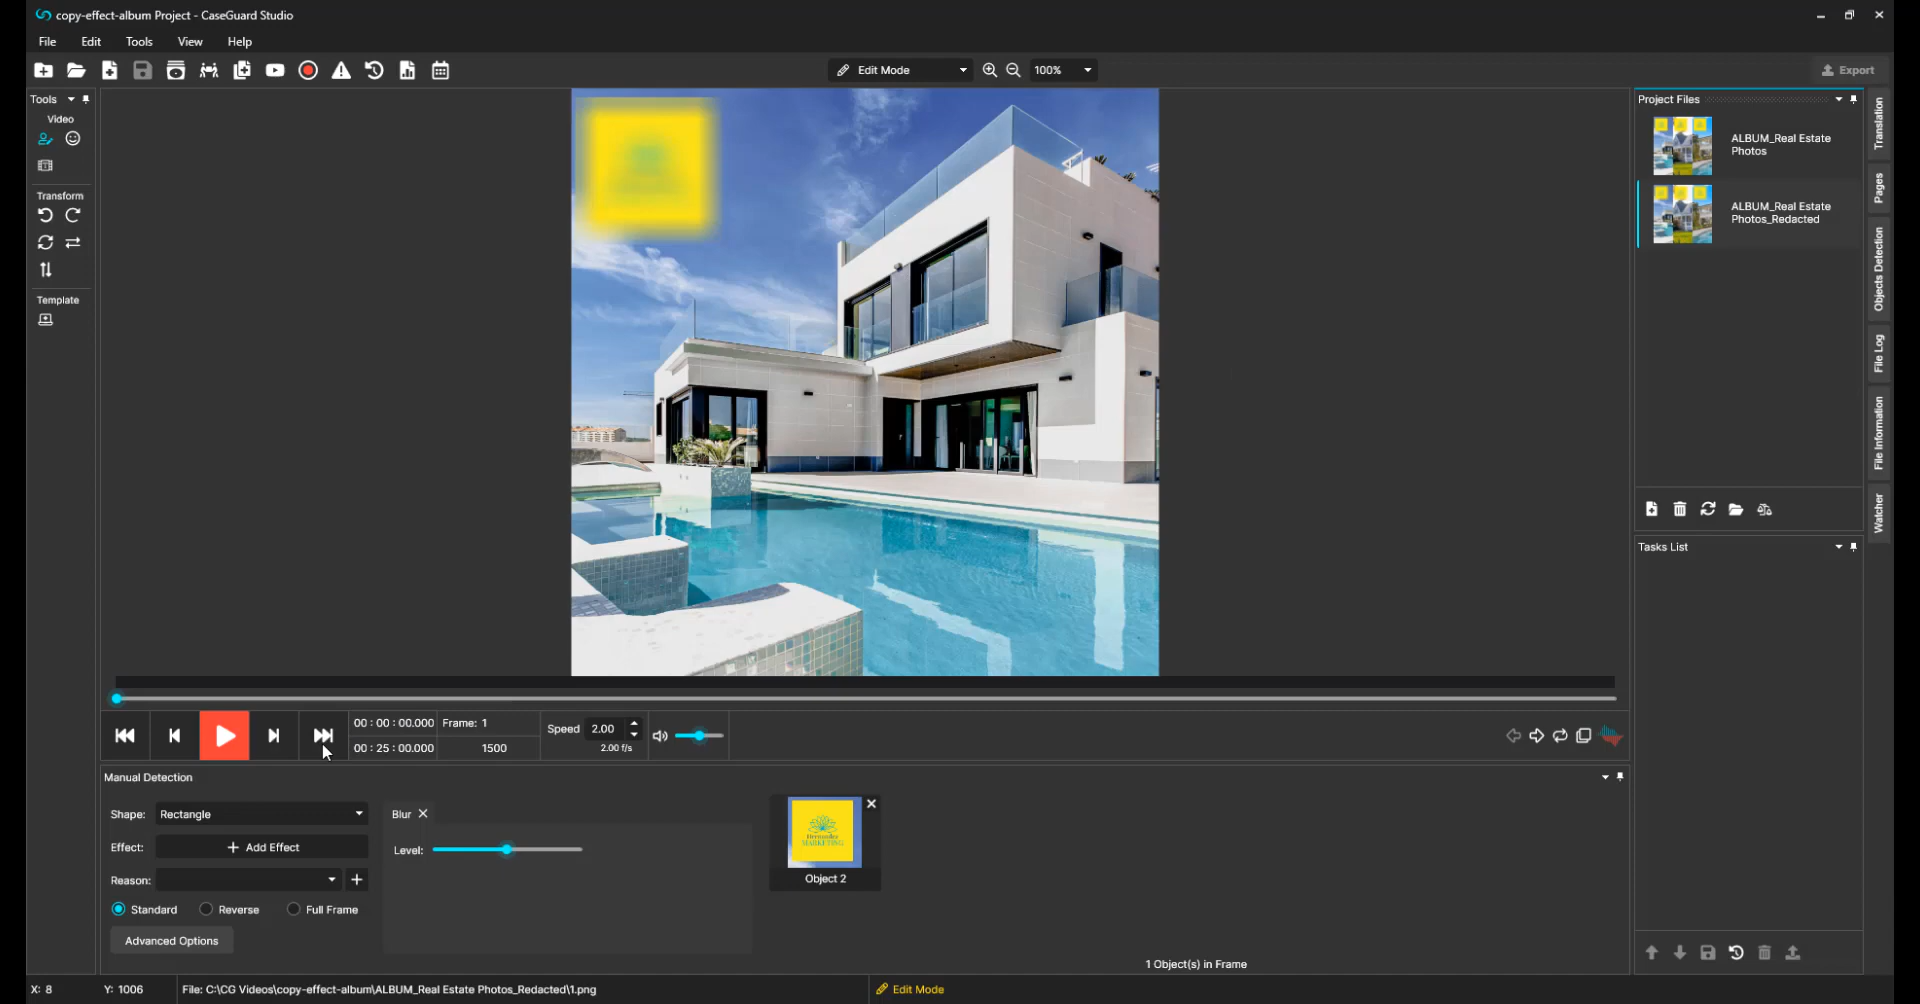 copy-effect-album Project - CaseGuard Studio
File Edit Tools View Help
Edit Mode 100% Export
Tools
Video
Transform
Template
Project Files
ALBUM_Real Estate
Photos
ALBUM_Real Estate
Photos_Redacted
Translation
Pages
Objects Detection
File Log
File Information
Watcher
Tasks List
00 : 00 : 00.000 Frame: 1
00 : 25 : 00.000 1500
Speed 2.00
2.00 f/s
Manual Detection
Shape: Rectangle
Effect: + Add Effect
Reason:
Standard Reverse Full Frame
Advanced Options
Blur
Level:
MARKETING
Object 2
1 Object(s) in Frame
X: 8 Y: 1006 File: C:\CG Videos\copy-effect-album\ALBUM_Real Estate Photos_Redacted\1.png Edit Mode